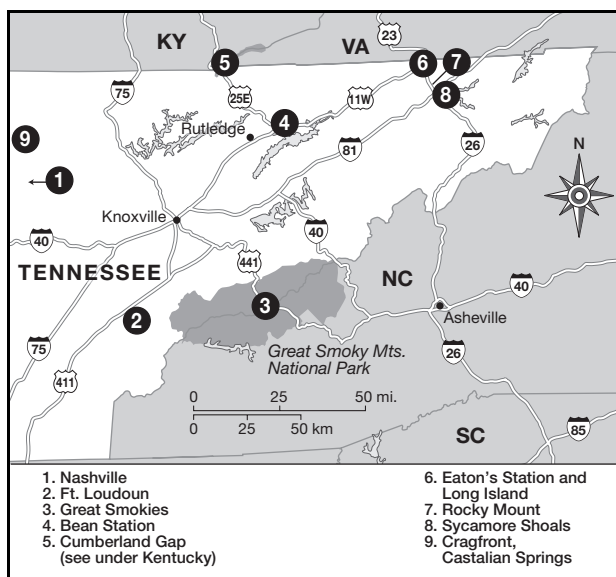 KY
VA
23
5
6
7
75
25E
11W
8
4
Rutledge
9
81
26
1
N
Knoxville
40
40
441
TENNESSEE
NC
40
3
Asheville
2
Great Smoky Mts.
National Park
75
26
411
0 25 50 mi.
0 25 50 km
SC
85
1. Nashville
2. Ft. Loudoun
3. Great Smokies
4. Bean Station
5. Cumberland Gap
(see under Kentucky)
6. Eaton's Station and
Long Island
7. Rocky Mount
8. Sycamore Shoals
9. Cragfront,
Castalian Springs